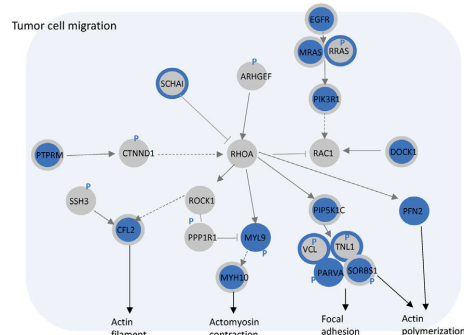 Tumor cell migration
EGFR
P
MRAS
RRAS
P
SCHAi
ARHGEF
PIK3R1
P
PTPRM
CTNND1
RHOA
RAC1
DOCK1
P
SSH3
ROCK1
PIP5K1C
PFN2
P
CFL2
PPP1R1
MYL9
P
P
VCL
TNL1
P
MYH10
PARVA
SORBS1
P
P
Actin
filament
Actomyosin
contraction
Focal
adhesion
Actin
polymerization